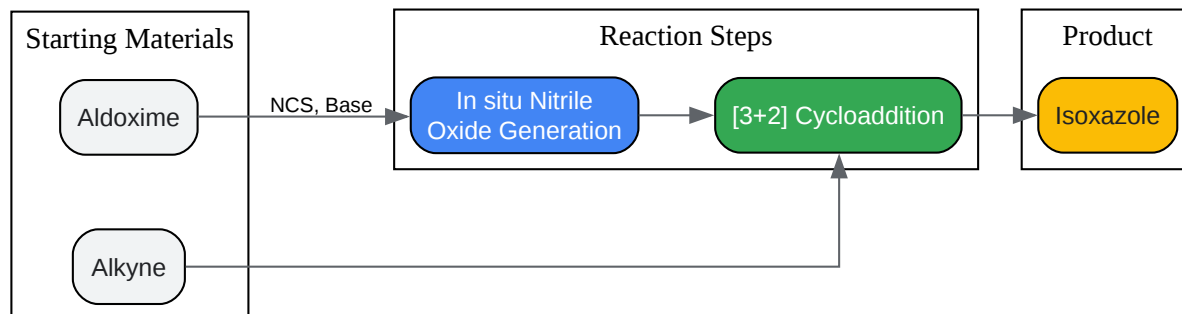 Starting Materials
Reaction Steps
Product
Aldoxime
NCS, Base
In situ Nitrile
Oxide Generation
[3+2] Cycloaddition
Isoxazole
Alkyne